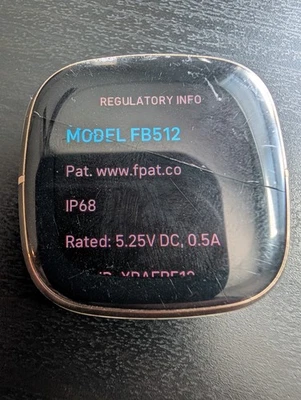 REGULATORY INFO
MODEL FB512
Pat. www.fpat.co
IP68
Rated: 5.25V DC, 0.5A